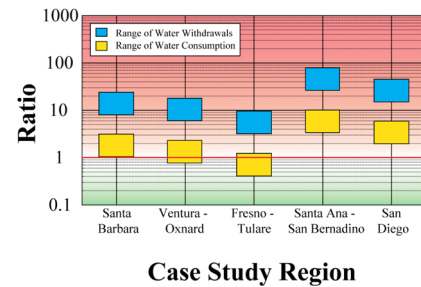 1000
Range of Water Withdrawals
Range of Water Consumption
100
10
1
0.1
Ratio
Santa Barbara
Ventura - Oxnard
Fresno - Tulare
Santa Ana - San Bernadino
San Diego
Case Study Region